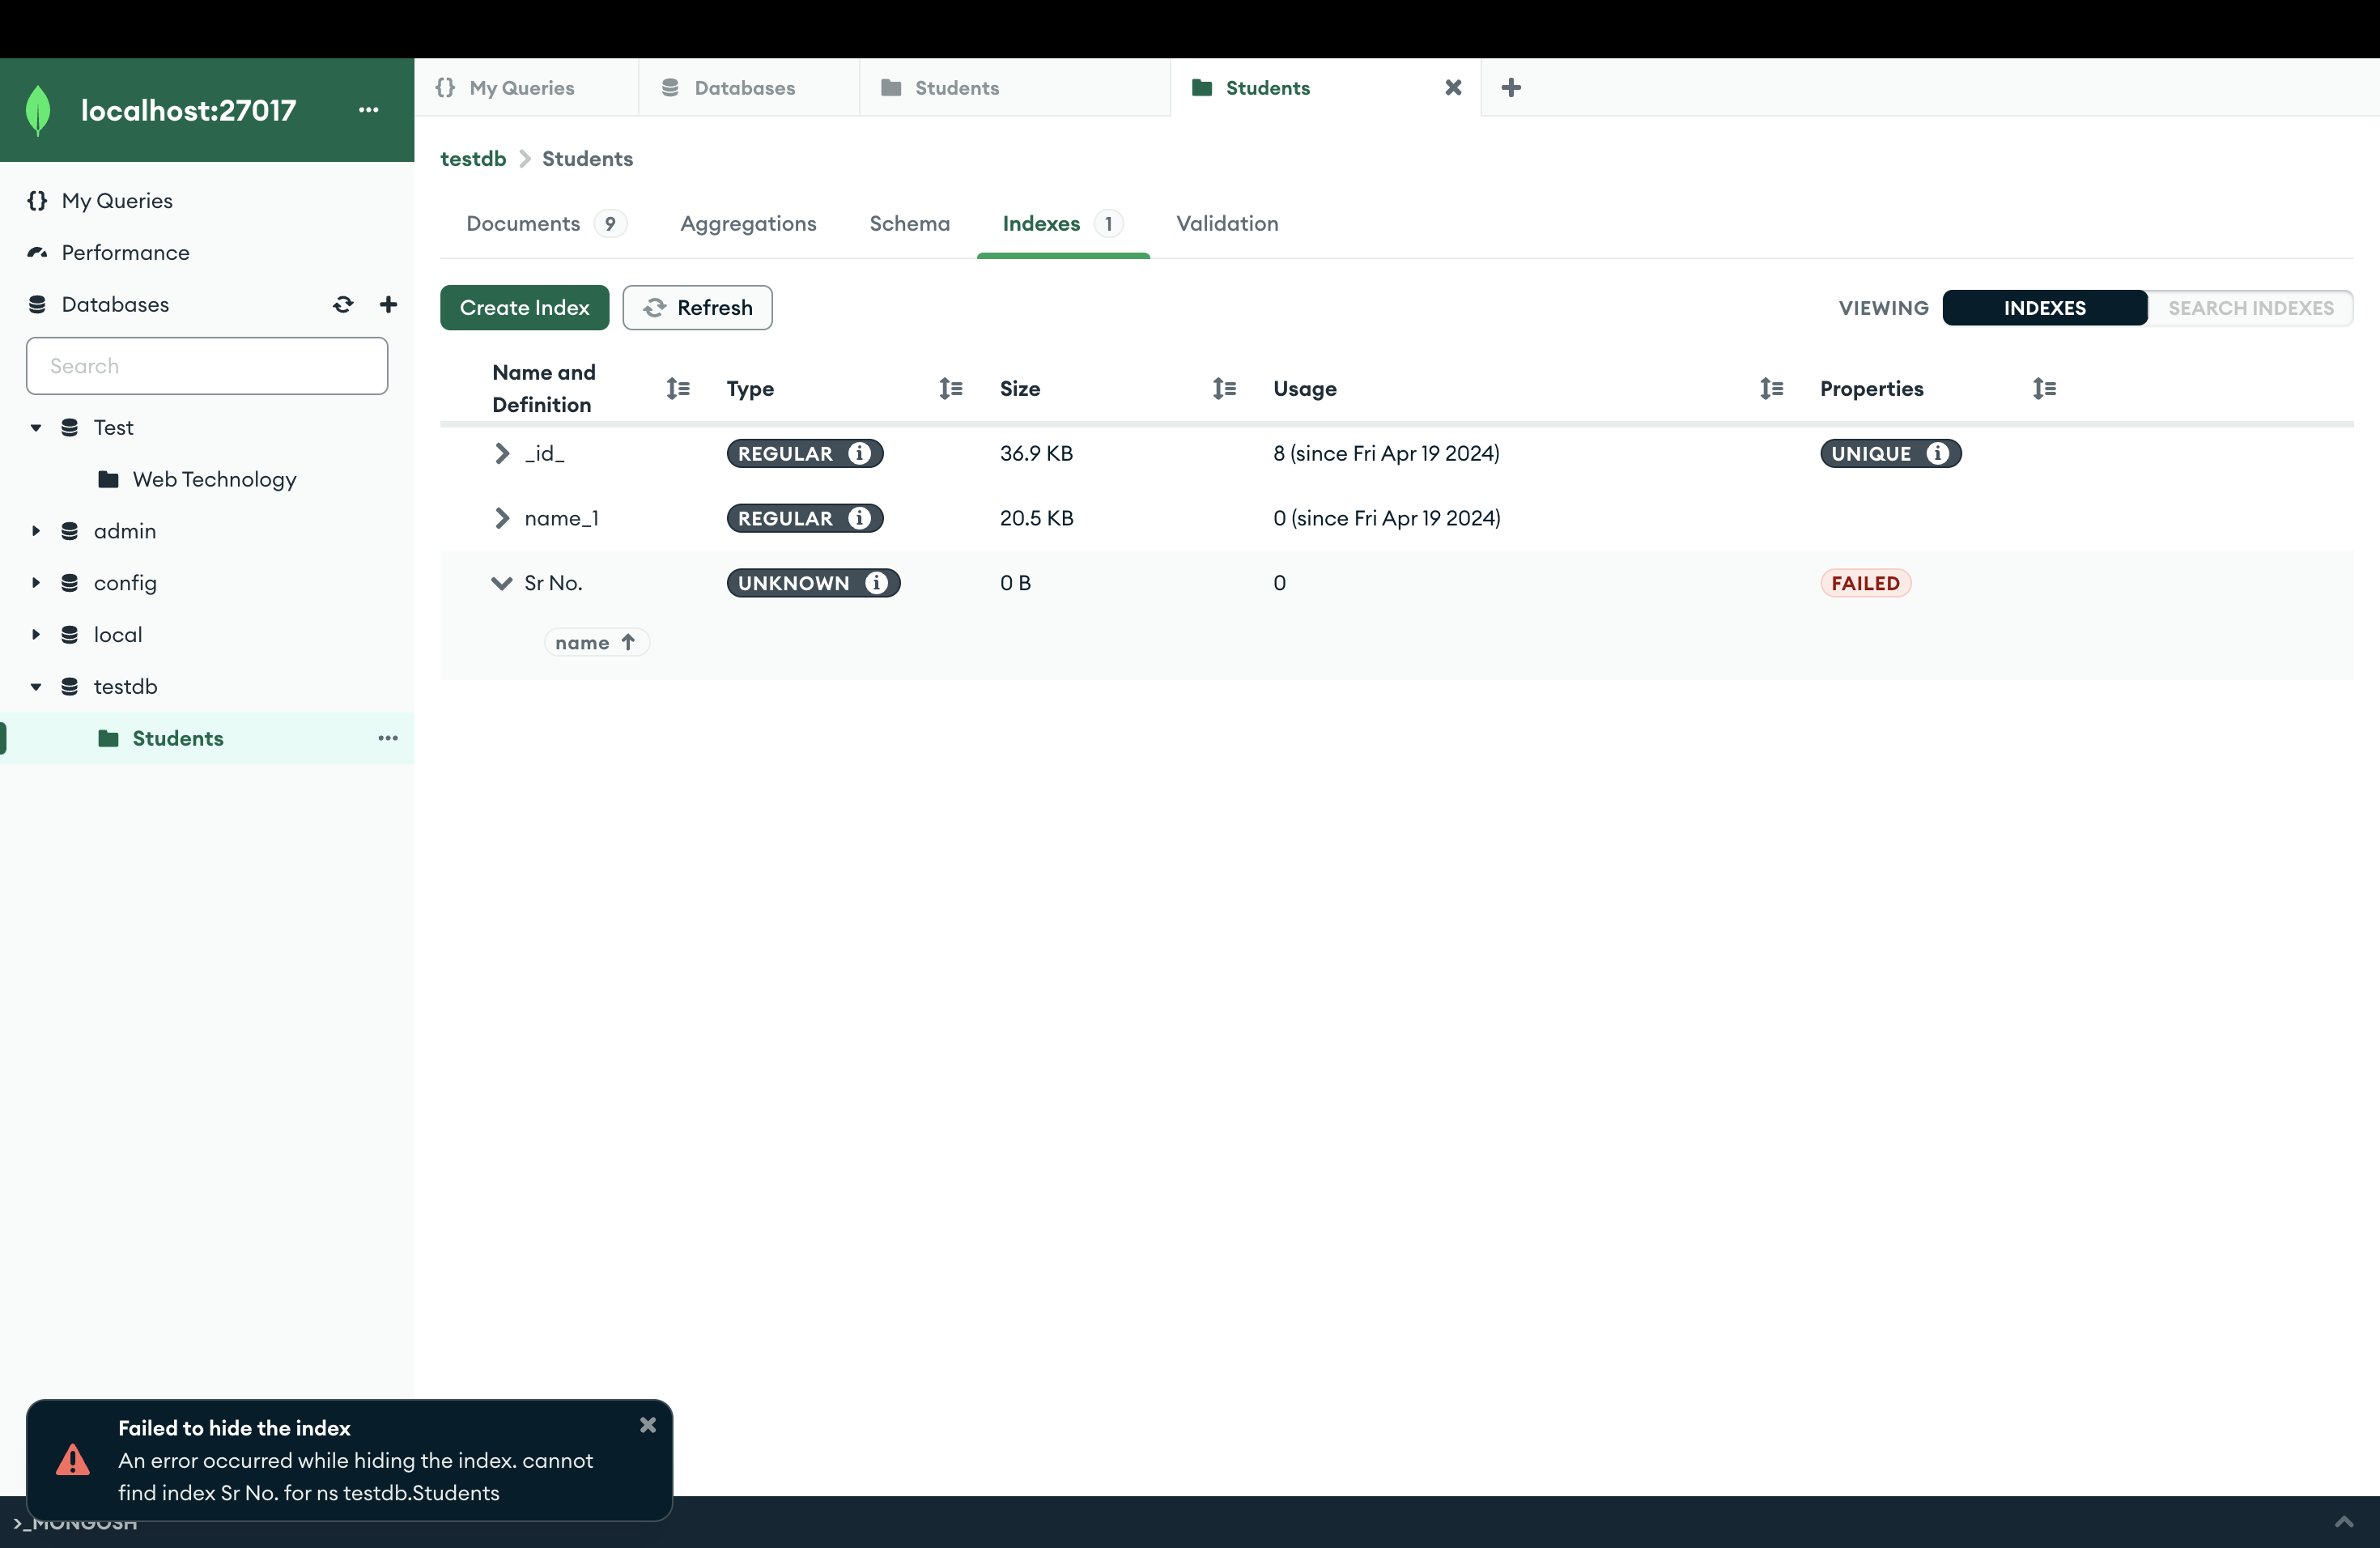 localhost:27017
My Queries
Databases
Students
Students
My Queries
Performance
Databases
Search
Test
Web Technology
admin
config
local
testdb
Students
testdb
Students
Documents 9
Aggregations
Schema
Indexes 1
Validation
Create Index
Refresh
VIEWING
INDEXES
SEARCH INDEXES
Name and
Definition
Type
Size
Usage
Properties
_id_
REGULAR
36.9 KB
8 (since Fri Apr 19 2024)
UNIQUE
name_1
REGULAR
20.5 KB
0 (since Fri Apr 19 2024)
Sr No.
UNKNOWN
0 B
0
FAILED
name
Failed to hide the index
An error occurred while hiding the index. cannot
find index Sr No. for ns testdb.Students
>_MONGOSH